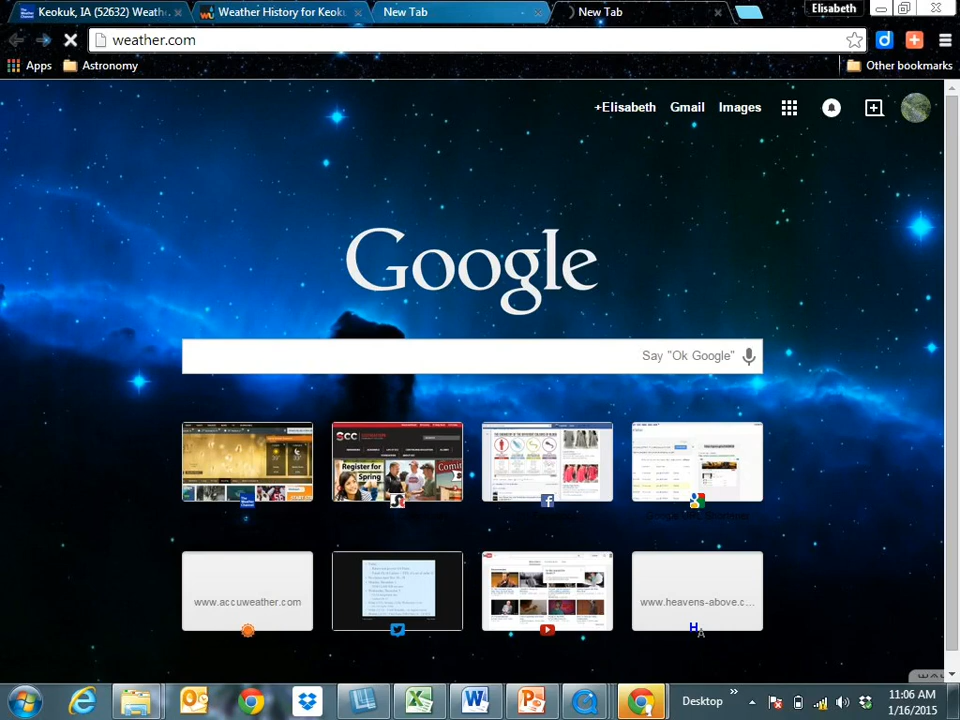 Keokuk, IA (52632) Weath
Weather History for Keoku
New Tab
New Tab
Elisabeth
weather.com
Apps
Astronomy
Other bookmarks
+Elisabeth
Gmail
Images
Google
Say "Ok Google"
SCC
Register for
Spring
www.accuweather.com
www.heavens-above.c...
Desktop
11:06 AM
1/16/2015